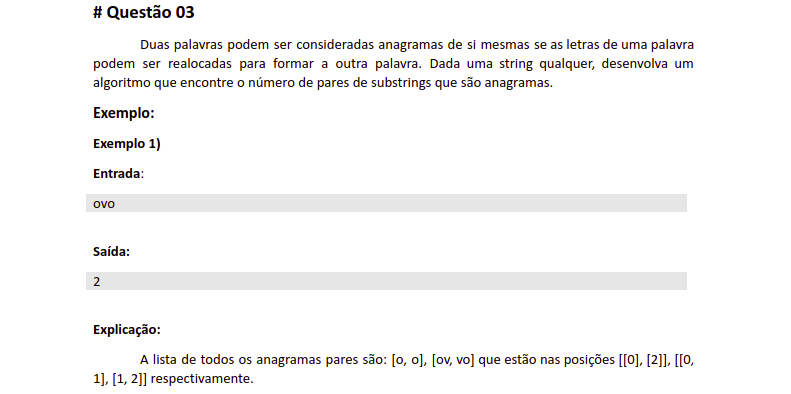 # Questão 03
Duas palavras podem ser consideradas anagramas de si mesmas se as letras de uma palavra
podem ser realocadas para formar a outra palavra. Dada uma string qualquer, desenvolva um
algoritmo que encontre o número de pares de substrings que são anagramas.
Exemplo:
Exemplo 1)
Entrada:
ovo
Saída:
2
Explicação:
A lista de todos os anagramas pares são: [o, o], [ov, vo] que estão nas posições [[0], [2]], [[0,
1], [1, 2]] respectivamente.